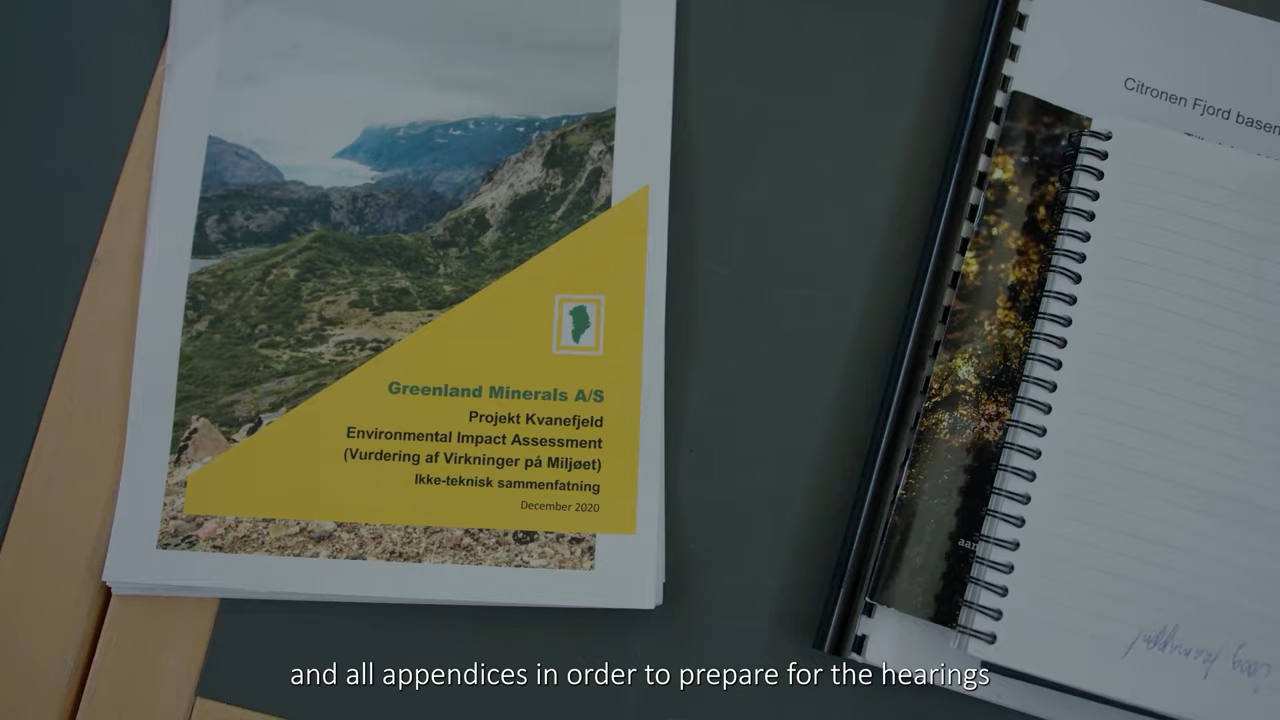 Greenland Minerals A/S
Projekt Kvanefjeld
Environmental Impact Assessment
(Vurdering af Virkninger på Miljøet)
Ikke-teknisk sammenfatning
December 2020
Citronen Fjord
and all appendices in order to prepare for the hearings